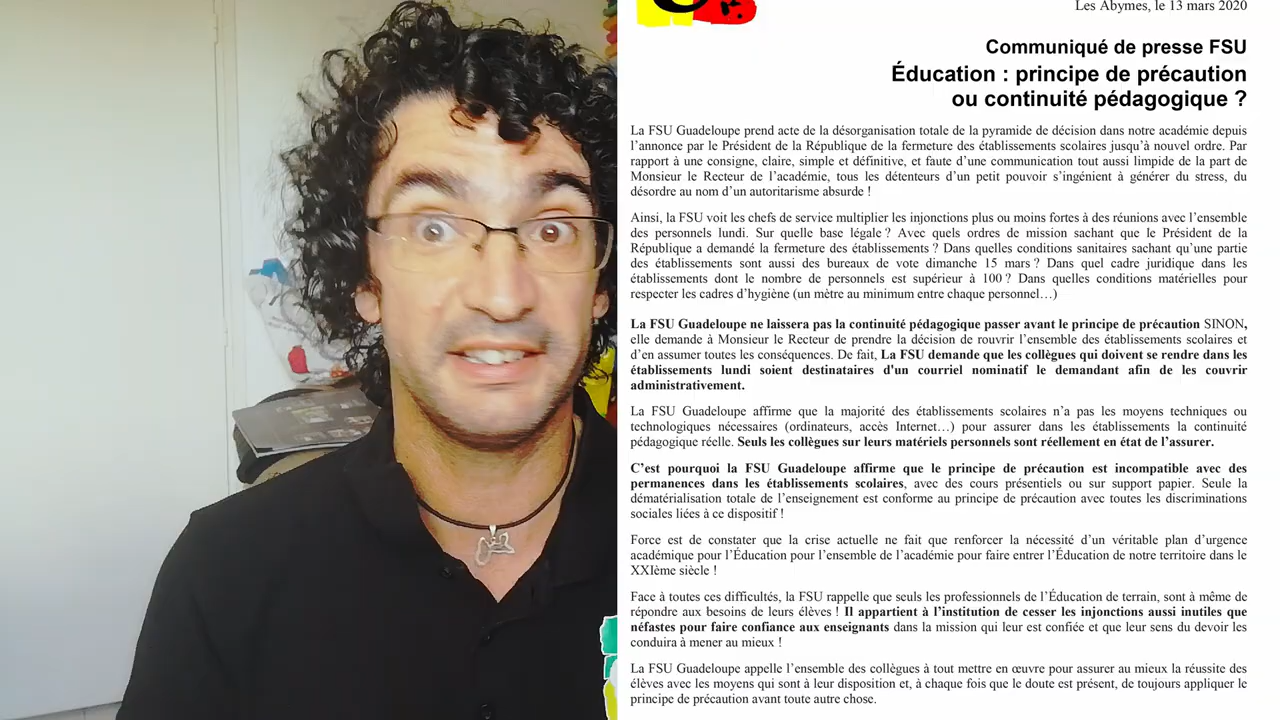 Les Abymes, le 13 mars 2020
Communiqué de presse FSU
Éducation : principe de précaution
ou continuité pédagogique ?
La FSU Guadeloupe prend acte de la désorganisation totale de la pyramide de décision dans notre académie depuis
l’annonce par le Président de la République de la fermeture des établissements scolaires jusqu’à nouvel ordre. Par
rapport à une consigne, claire, simple et définitive, et faute d’une communication tout aussi limpide de la part de
Monsieur le Recteur de l’académie, tous les détenteurs d’un petit pouvoir s’ingénient à générer du stress, du
désordre au nom d’un autoritarisme absurde !
Ainsi, la FSU voit les chefs de service multiplier les injonctions plus ou moins fortes à des réunions avec l’ensemble
des personnels lundi. Sur quelle base légale ? Avec quels ordres de mission sachant que le Président de la
République a demandé la fermeture des établissements ? Dans quelles conditions sanitaires sachant qu’une partie
des établissements sont aussi des bureaux de vote dimanche 15 mars ? Dans quel cadre juridique dans les
établissements dont le nombre de personnels est supérieur à 100 ? Dans quelles conditions matérielles pour
respecter les cadres d’hygiène (un mètre au minimum entre chaque personnel…)
La FSU Guadeloupe ne laissera pas la continuité pédagogique passer avant le principe de précaution SINON,
elle demande à Monsieur le Recteur de prendre la décision de rouvrir l’ensemble des établissements scolaires et
d’en assumer toutes les conséquences. De fait, La FSU demande que les collègues qui doivent se rendre dans les
établissements lundi soient destinataires d'un courriel nominatif le demandant afin de les couvrir
administrativement.
La FSU Guadeloupe affirme que la majorité des établissements scolaires n’a pas les moyens techniques ou
technologiques nécessaires (ordinateurs, accès Internet…) pour assurer dans les établissements la continuité
pédagogique réelle. Seuls les collègues sur leurs matériels personnels sont réellement en état de l’assurer.
C’est pourquoi la FSU Guadeloupe affirme que le principe de précaution est incompatible avec des
permanences dans les établissements scolaires, avec des cours présentiels ou sur support papier. Seule la
dématérialisation totale de l’enseignement est conforme au principe de précaution avec toutes les discriminations
sociales liées à ce dispositif !
Force est de constater que la crise actuelle ne fait que renforcer la nécessité d’un véritable plan d’urgence
académique pour l’Éducation pour l’ensemble de l’académie pour faire entrer l’Éducation de notre territoire dans le
XXIème siècle !
Face à toutes ces difficultés, la FSU rappelle que seuls les professionnels de l’Éducation de terrain, sont à même de
répondre aux besoins de leurs élèves ! Il appartient à l’institution de cesser les injonctions aussi inutiles que
néfastes pour faire confiance aux enseignants dans la mission qui leur est confiée et que leur sens du devoir les
conduira à mener au mieux !
La FSU Guadeloupe appelle l’ensemble des collègues à tout mettre en œuvre pour assurer au mieux la réussite des
élèves avec les moyens qui sont à leur disposition et, à chaque fois que le doute est présent, de toujours appliquer le
principe de précaution avant toute autre chose.